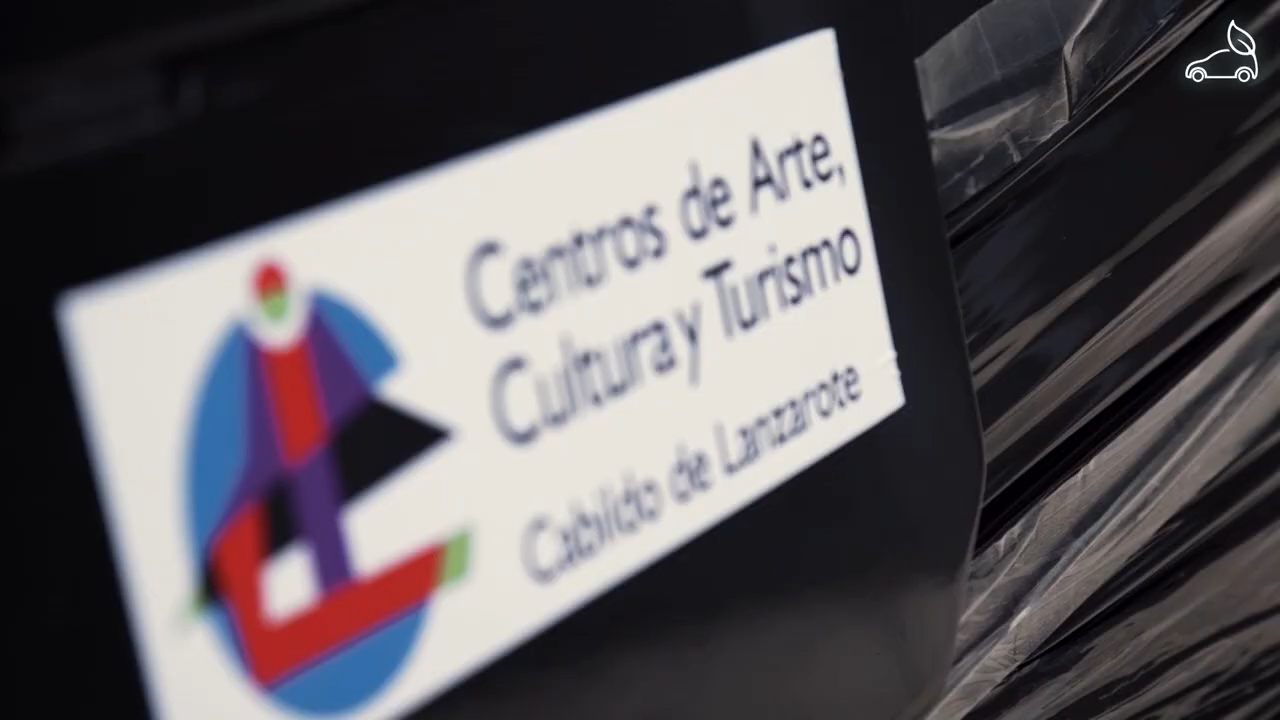 Centros de Arte,
Cultura y Turismo
Cabildo de Lanzarote